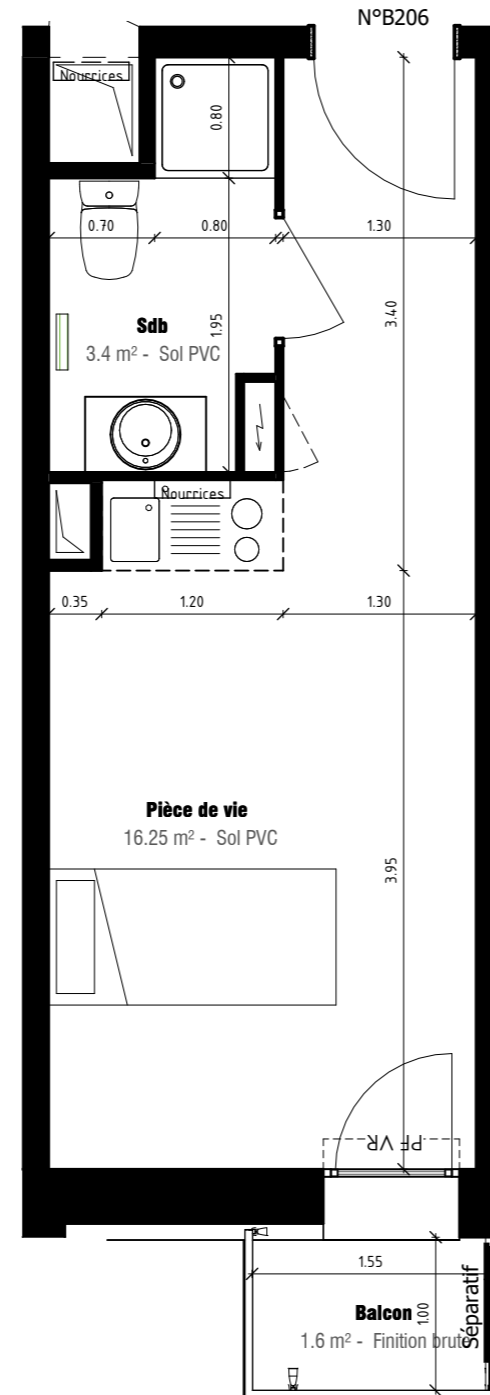 N°B206
Nourrices
0.80
0.70
0.80
1.30
Sdb
3.4 m² - Sol PVC
1.95
3.40
Nourrices
0.35
1.20
1.30
Pièce de vie
16.25 m² - Sol PVC
3.95
PF VR
1.55
Balcon
1.6 m² - Finition brute
1.00
Séparatif